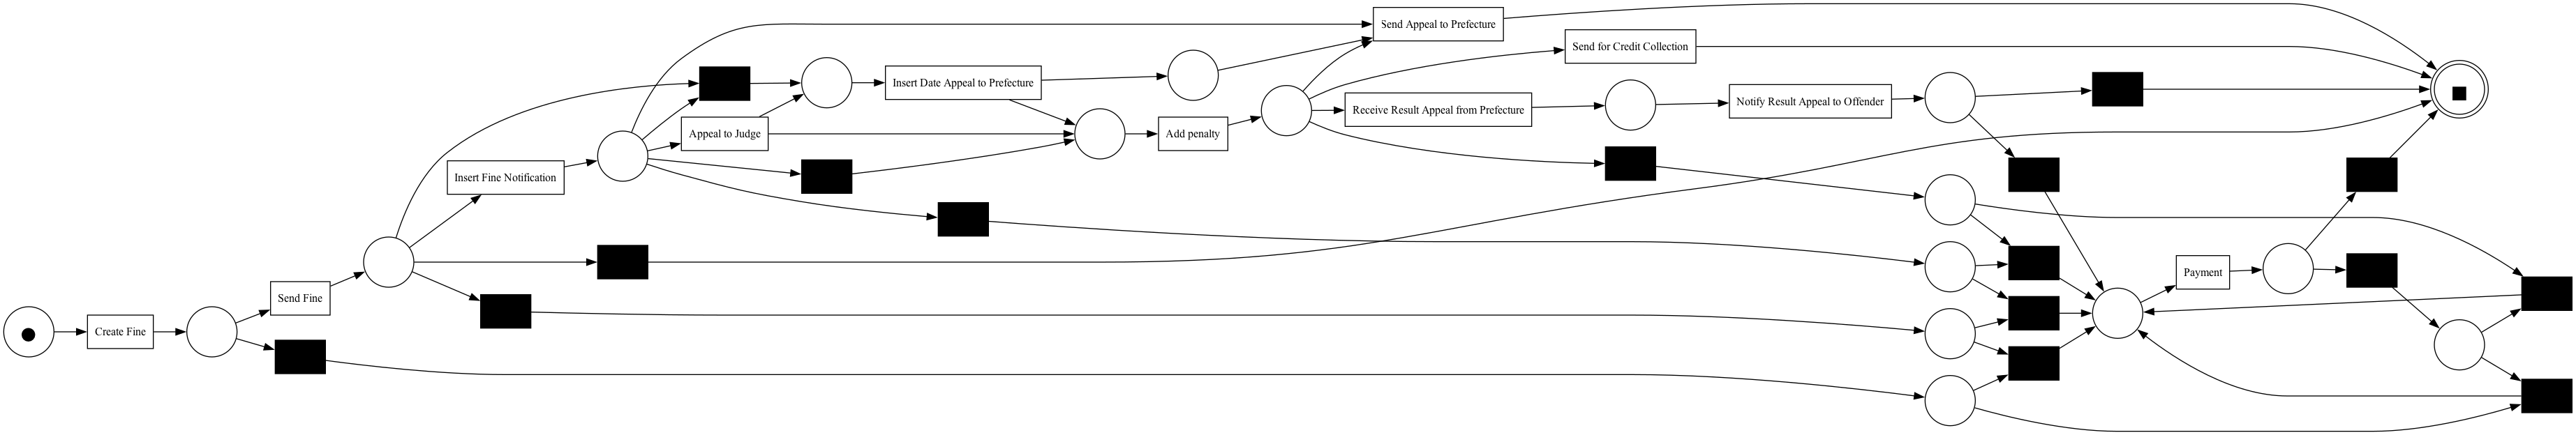 Send Appeal to Prefecture
Send for Credit Collection
Insert Date Appeal to Prefecture
Receive Result Appeal from Prefecture
Notify Result Appeal to Offender
Appeal to Judge
Add penalty
Insert Fine Notification
Payment
Send Fine
Create Fine